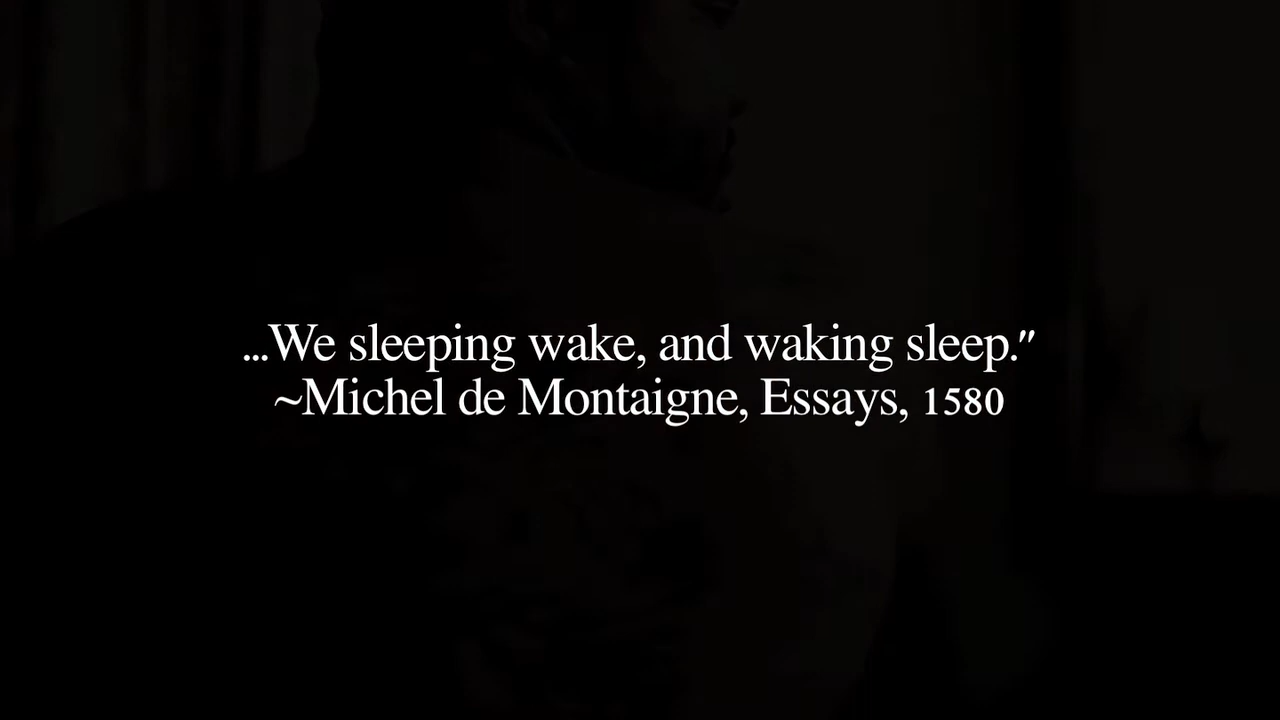 ...We sleeping wake, and waking sleep."
~Michel de Montaigne, Essays, 1580